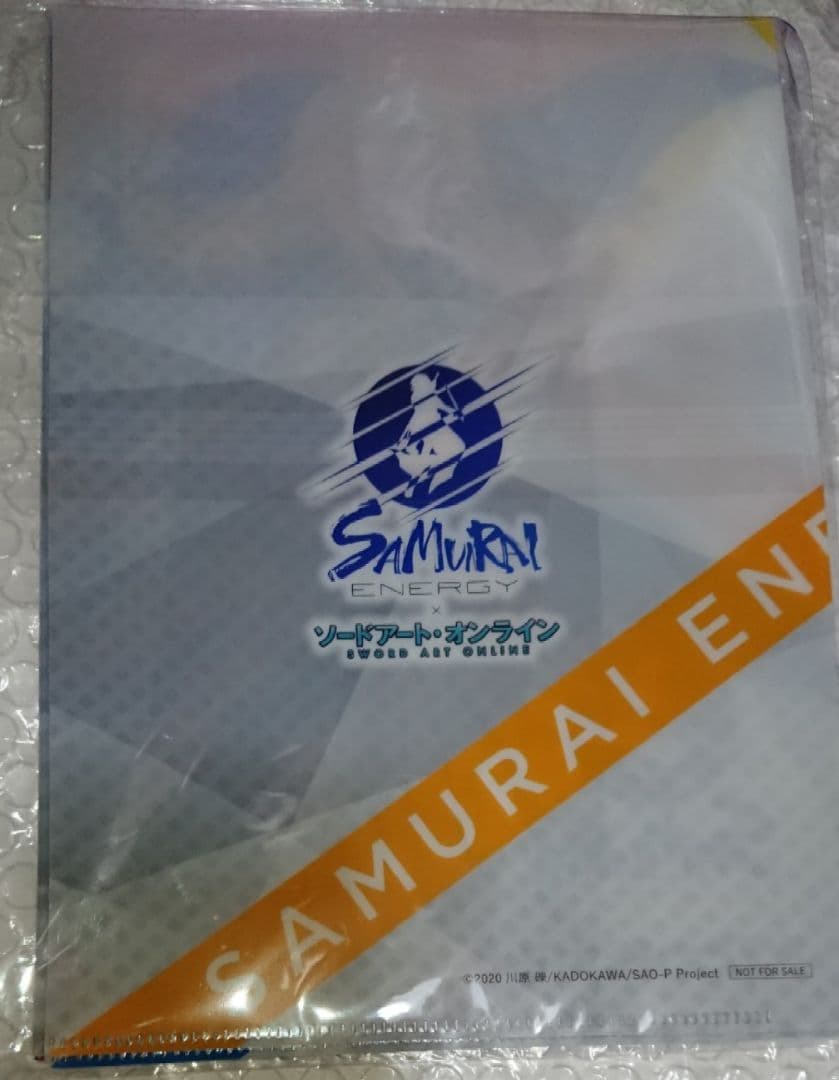 SAMURAI
ENERGY
×
ソードアート・オンライン
SWORD ART ONLINE
SAMURAI ENE
©2020 川原 礫/KADOKAWA/SAO-P Project NOT FOR SALE